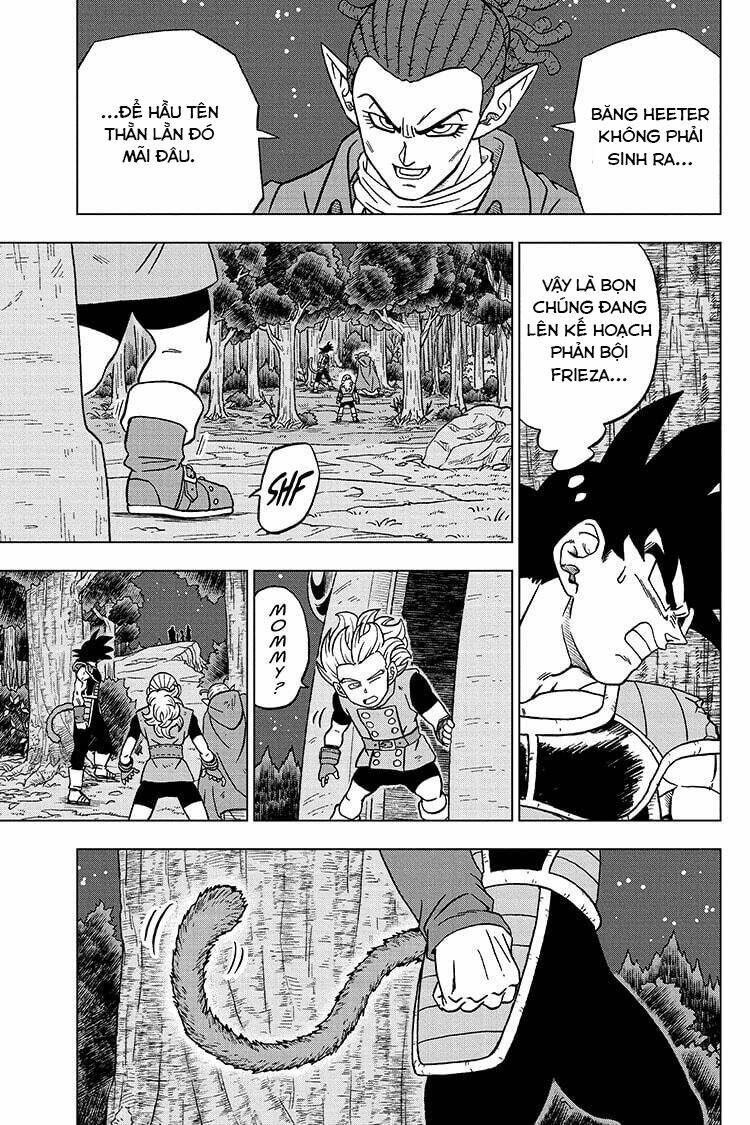 BĂNG HEETER
KHÔNG PHẢI
SINH RA...
...ĐỂ HẦU TÊN
THẰN LẰN ĐÓ
MÃI ĐÂU.
VẬY LÀ BỌN
CHÚNG ĐANG
LÊN KẾ HOẠCH
PHẢN BỘI
FRIEZA...
SHF
MOMMY?